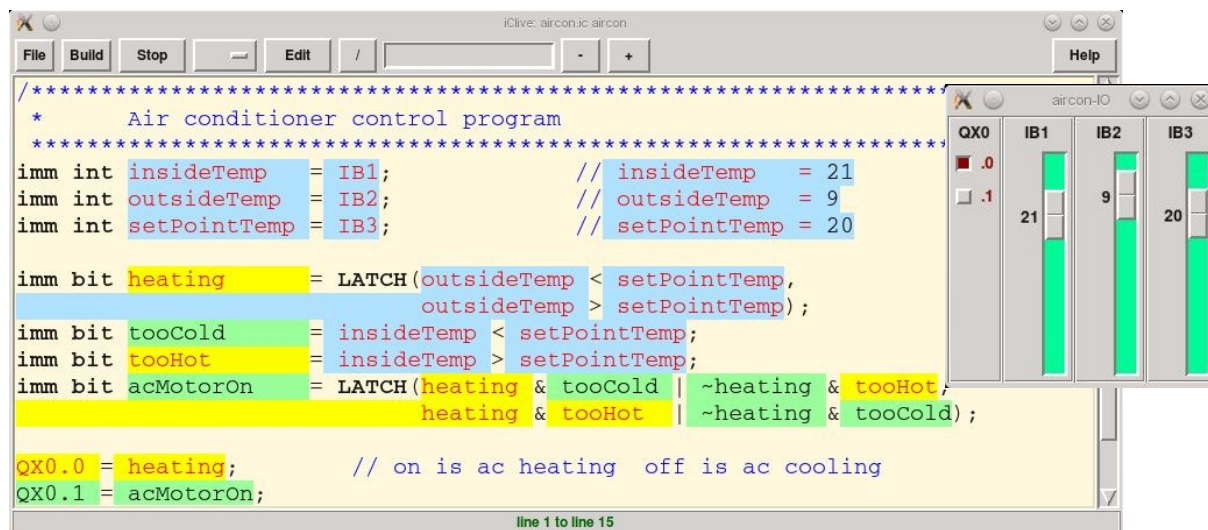 iClive: aircon.ic aircon
File Build Stop Edit / - + Help
/******************************************************************
* Air conditioner control program
******************************************************************
imm int insideTemp = IB1; // insideTemp = 21
imm int outsideTemp = IB2; // outsideTemp = 9
imm int setPointTemp = IB3; // setPointTemp = 20
imm bit heating = LATCH(outsideTemp < setPointTemp,
outsideTemp > setPointTemp);
imm bit tooCold = insideTemp < setPointTemp;
imm bit tooHot = insideTemp > setPointTemp;
imm bit acMotorOn = LATCH(heating & tooCold | ~heating & tooHot,
heating & tooHot | ~heating & tooCold);
QX0.0 = heating; // on is ac heating off is ac cooling
QX0.1 = acMotorOn;
line 1 to line 15
aircon-IO
QX0 IB1 IB2 IB3
.0
.1
21 9 20